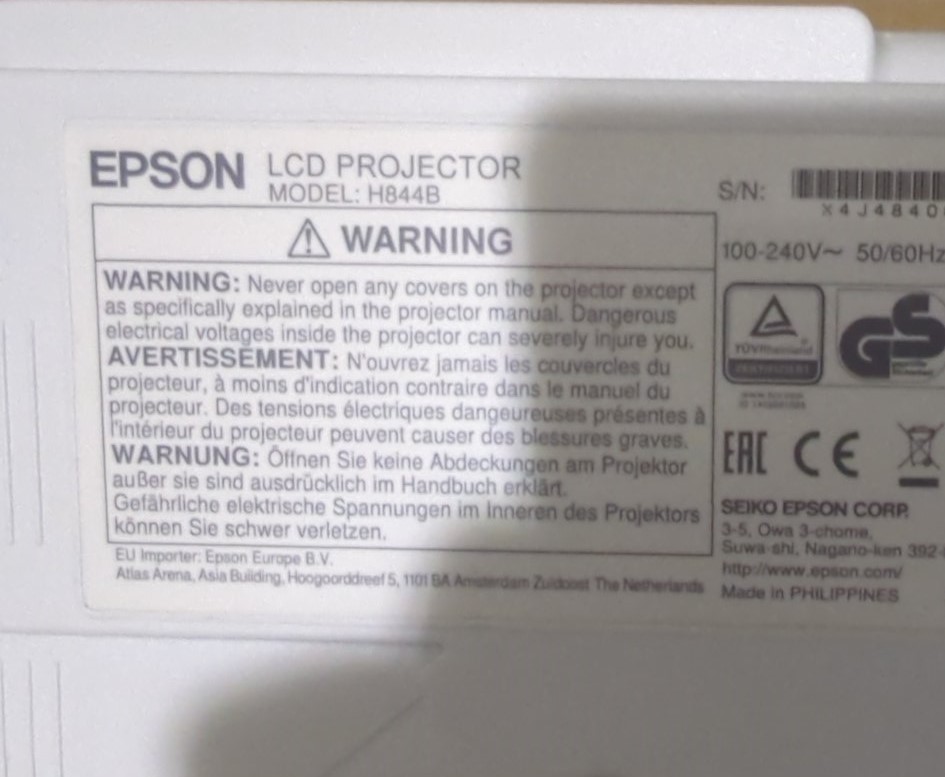 EPSON LCD PROJECTOR
MODEL: H844B
WARNING
WARNING: Never open any covers on the projector except
as specifically explained in the projector manual. Dangerous
electrical voltages inside the projector can severely injure you.
AVERTISSEMENT: N'ouvrez jamais les couvercles du
projecteur, à moins d'indication contraire dans le manuel du
projecteur. Des tensions électriques dangeureuses présentes à
l'intérieur du projecteur peuvent causer des blessures graves.
WARNUNG: Öffnen Sie keine Abdeckungen am Projektor
außer sie sind ausdrücklich im Handbuch erklärt.
Gefährliche elektrische Spannungen im Inneren des Projektors
können Sie schwer verletzen.
EU Importer: Epson Europe B.V.
Atlas Arena, Asia Building, Hoogoorddreef 5, 1101 BA Amsterdam Zuidoost The Netherlands
S/N:
X4J4840
100-240V~ 50/60Hz
TÜVRheinland
GS
EAC CE
SEIKO EPSON CORP.
3-5, Owa 3-chome,
Suwa-shi, Nagano-ken 392-
http://www.epson.com/
Made in PHILIPPINES